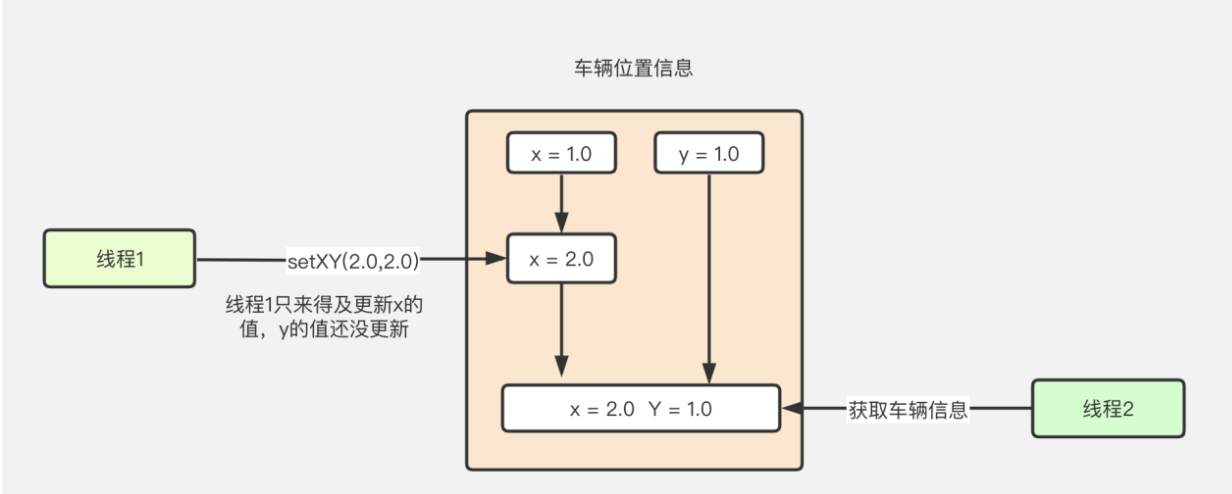 车辆位置信息
x = 1.0
y = 1.0
线程1
setXY(2.0,2.0)
x = 2.0
线程1只来得及更新x的
值，y的值还没更新
x = 2.0 Y = 1.0
获取车辆信息
线程2